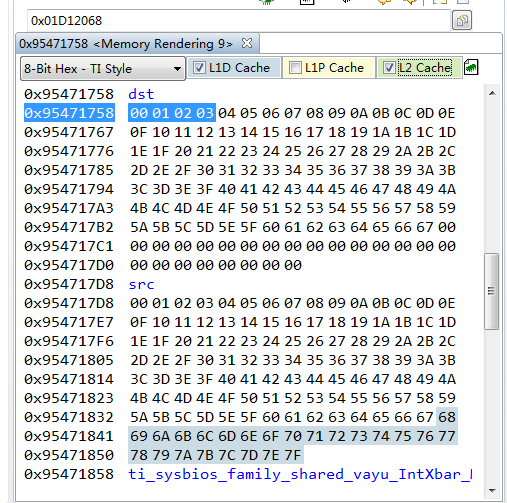 0x01D12068
0x95471758 <Memory Rendering 9>
8-Bit Hex - TI Style L1D Cache L1P Cache L2 Cache
0x95471758 dst
0x95471758 00 01 02 03 04 05 06 07 08 09 0A 0B 0C 0D 0E
0x95471767 0F 10 11 12 13 14 15 16 17 18 19 1A 1B 1C 1D
0x95471776 1E 1F 20 21 22 23 24 25 26 27 28 29 2A 2B 2C
0x95471785 2D 2E 2F 30 31 32 33 34 35 36 37 38 39 3A 3B
0x95471794 3C 3D 3E 3F 40 41 42 43 44 45 46 47 48 49 4A
0x954717A3 4B 4C 4D 4E 4F 50 51 52 53 54 55 56 57 58 59
0x954717B2 5A 5B 5C 5D 5E 5F 60 61 62 63 64 65 66 67 00
0x954717C1 00 00 00 00 00 00 00 00 00 00 00 00 00 00 00
0x954717D0 00 00 00 00 00 00 00 00
0x954717D8 src
0x954717D8 00 01 02 03 04 05 06 07 08 09 0A 0B 0C 0D 0E
0x954717E7 0F 10 11 12 13 14 15 16 17 18 19 1A 1B 1C 1D
0x954717F6 1E 1F 20 21 22 23 24 25 26 27 28 29 2A 2B 2C
0x95471805 2D 2E 2F 30 31 32 33 34 35 36 37 38 39 3A 3B
0x95471814 3C 3D 3E 3F 40 41 42 43 44 45 46 47 48 49 4A
0x95471823 4B 4C 4D 4E 4F 50 51 52 53 54 55 56 57 58 59
0x95471832 5A 5B 5C 5D 5E 5F 60 61 62 63 64 65 66 67 68
0x95471841 69 6A 6B 6C 6D 6E 6F 70 71 72 73 74 75 76 77
0x95471850 78 79 7A 7B 7C 7D 7E 7F
0x95471858 ti_sysbios_family_shared_vayu_IntXbar_